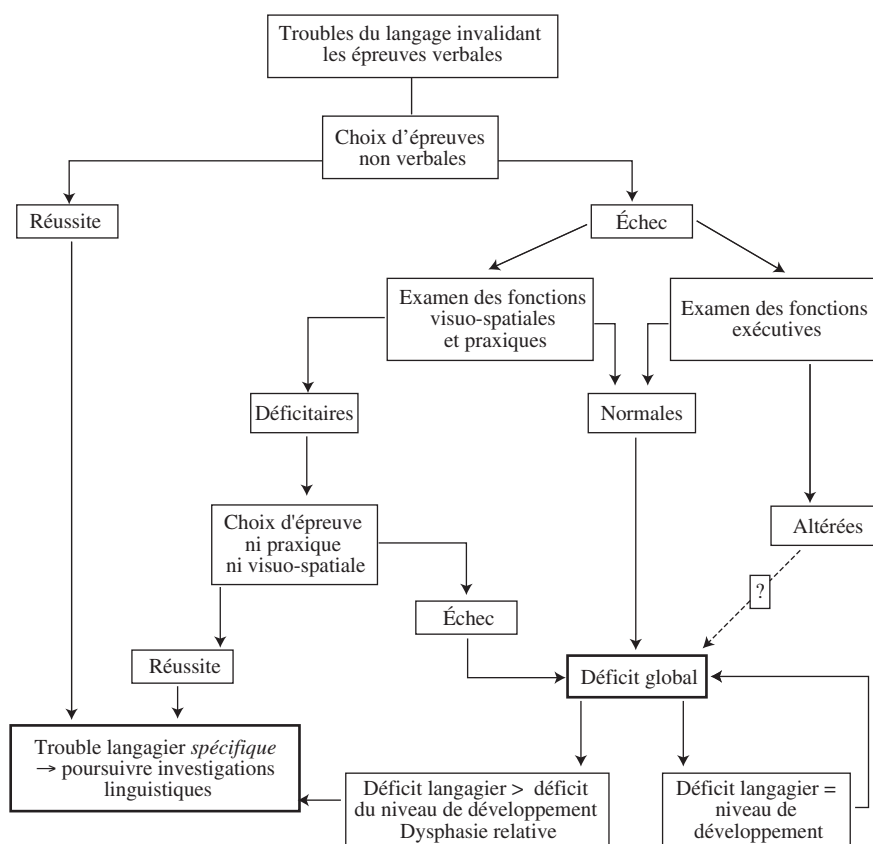 Troubles du langage invalidant
les épreuves verbales
Choix d'épreuves
non verbales
Réussite
Échec
Examen des fonctions
visuo-spatiales
et praxiques
Examen des fonctions
exécutives
Déficitaires
Normales
Choix d'épreuve
ni praxique
ni visuo-spatiale
Altérées
?
Échec
Réussite
Déficit global
Trouble langagier spécifique
→ poursuivre investigations
linguistiques
Déficit langagier > déficit
du niveau de développement
Dysphasie relative
Déficit langagier =
niveau de
développement